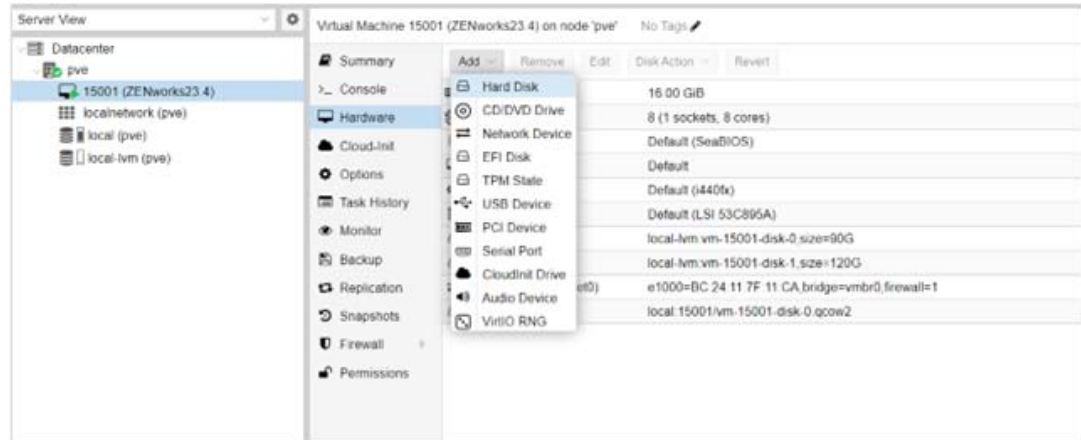 Server View
Datacenter
pve
15001 (ZENworks23.4)
localnetwork (pve)
local (pve)
local-lvm (pve)
Virtual Machine 15001 (ZENworks23.4) on node 'pve' No Tags
Summary
Console
Hardware
Cloud-Init
Options
Task History
Monitor
Backup
Replication
Snapshots
Firewall
Permissions
Add Remove Edit Disk Action Revert
Hard Disk
CD/DVD Drive
Network Device
EFI Disk
TPM State
USB Device
PCI Device
Serial Port
CloudInit Drive
Audio Device
VirtIO RNG
16.00 GiB
8 (1 sockets, 8 cores)
Default (SeaBIOS)
Default
Default (i440fx)
Default (LSI 53C895A)
local-lvm:vm-15001-disk-0,size=90G
local-lvm:vm-15001-disk-1,size=120G
et0) e1000=BC:24:11:7F:11:CA,bridge=vmbr0,firewall=1
local:15001/vm-15001-disk-0.qcow2